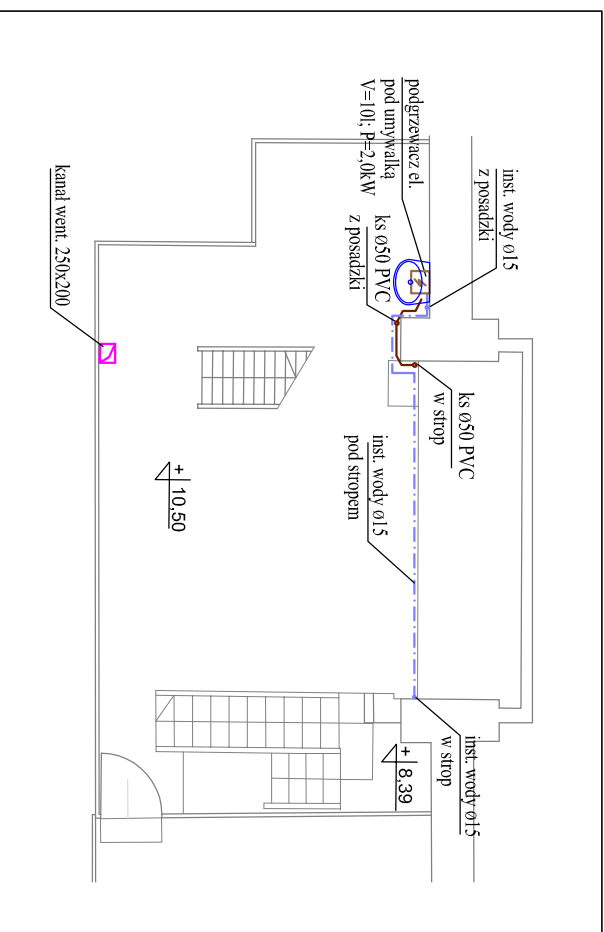 inst. wody ø15
z posadzki
podgrzewacz el.
pod umywalką
V=10l; P=2,0kW
ks ø50 PVC
z posadzki
ks ø50 PVC
w strop
inst. wody ø15
pod stropem
inst. wody ø15
w strop
kanał went. 250x200
+
10,50
+
8,39